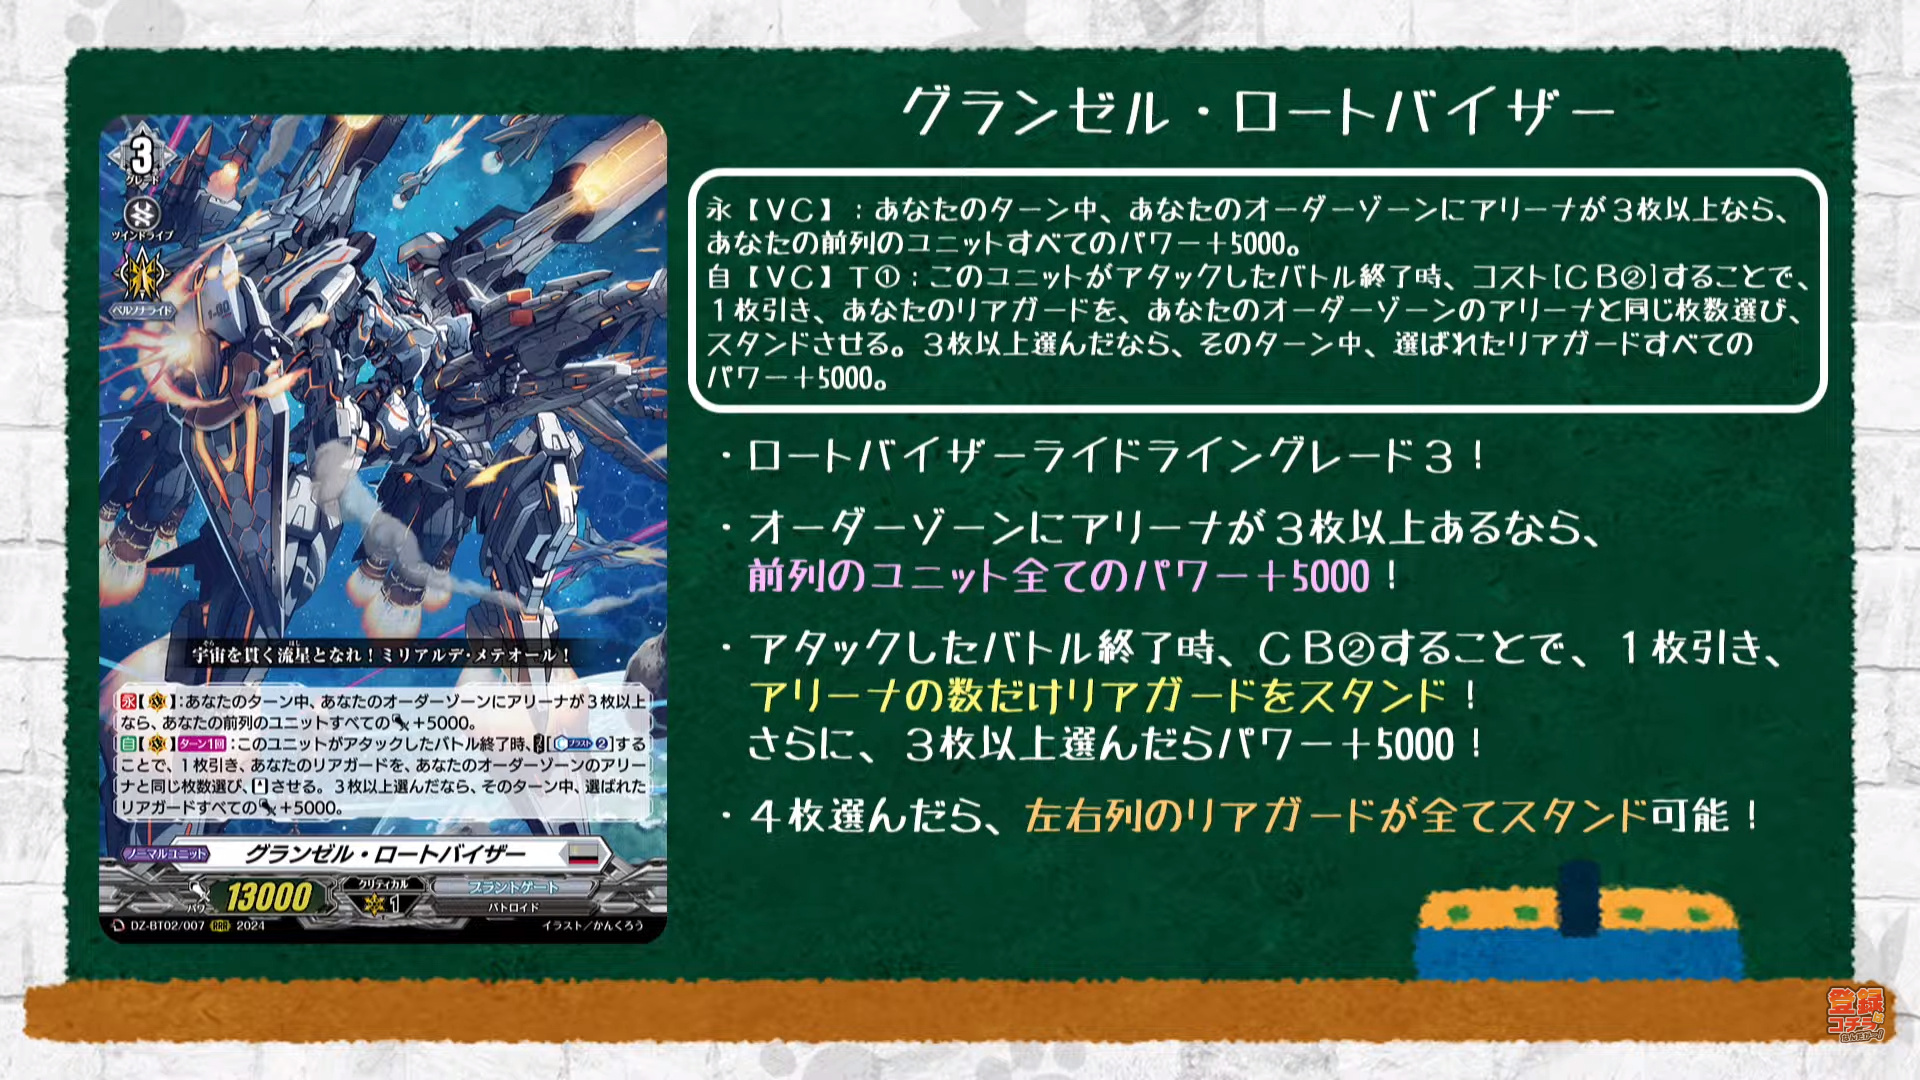 グランゼル・ロートバイザー
永【ＶＣ】：あなたのターン中、あなたのオーダーゾーンにアリーナが３枚以上なら、
あなたの前列のユニットすべてのパワー＋5000。
自【ＶＣ】Ｔ①：このユニットがアタックしたバトル終了時、コスト[ＣＢ②]することで、
１枚引き、あなたのリアガードを、あなたのオーダーゾーンのアリーナと同じ枚数選び、
スタンドさせる。３枚以上選んだなら、そのターン中、選ばれたリアガードすべての
パワー＋5000。
・ロートバイザーライドライングレード３！
・オーダーゾーンにアリーナが３枚以上あるなら、
前列のユニット全てのパワー＋5000！
・アタックしたバトル終了時、ＣＢ②することで、１枚引き、
アリーナの数だけリアガードをスタンド！
さらに、３枚以上選んだらパワー＋5000！
・４枚選んだら、左右列のリアガードが全てスタンド可能！
3
グレード
ツインドライブ
ペルソナライド
宇宙を貫く流星となれ！ミリアルデ・メテオール！
そら ほし
永【】：あなたのターン中、あなたのオーダーゾーンにアリーナが３枚以上
なら、あなたの前列のユニットすべての＋5000。
自【】ターン1回：このユニットがアタックしたバトル終了時、[ブラスト②]する
ことで、１枚引き、あなたのリアガードを、あなたのオーダーゾーンのアリー
ナと同じ枚数選び、させる。３枚以上選んだなら、そのターン中、選ばれた
リアガードすべての＋5000。
ノーマルユニット
グランゼル・ロートバイザー
パワー 13000
クリティカル 1
ブラントゲート
バトロイド
DZ-BT02/007 RRR 2024
イラスト／かんくろう
登録は
コチラ